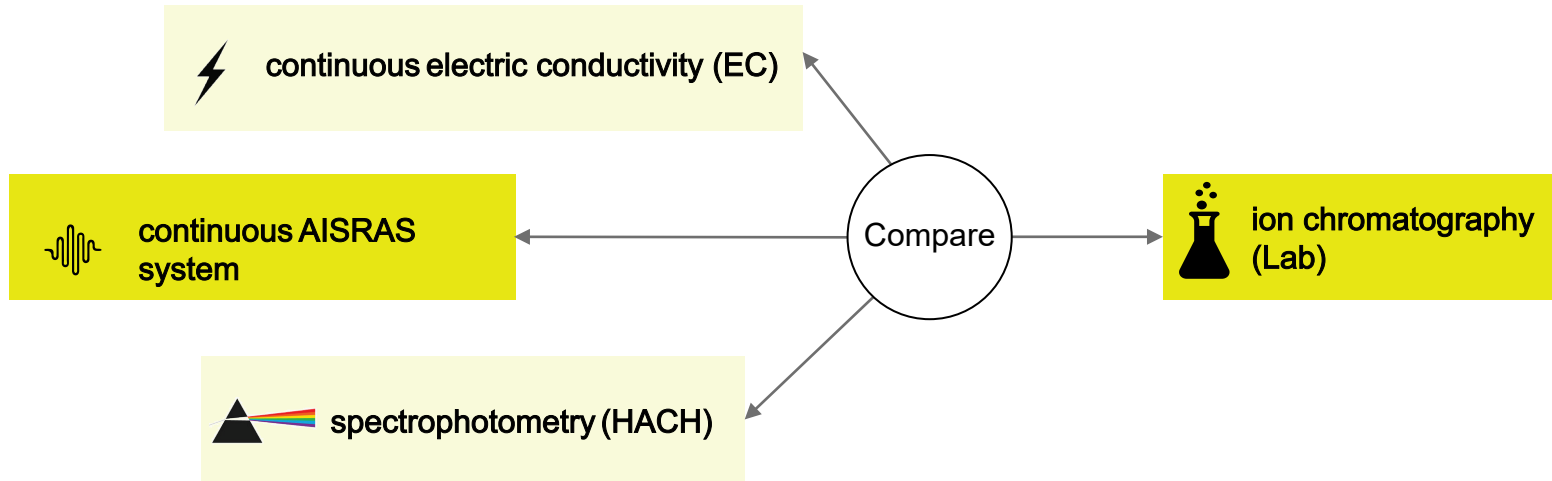 continuous electric conductivity (EC)
continuous AISRAS
system
Compare
ion chromatography
(Lab)
spectrophotometry (HACH)